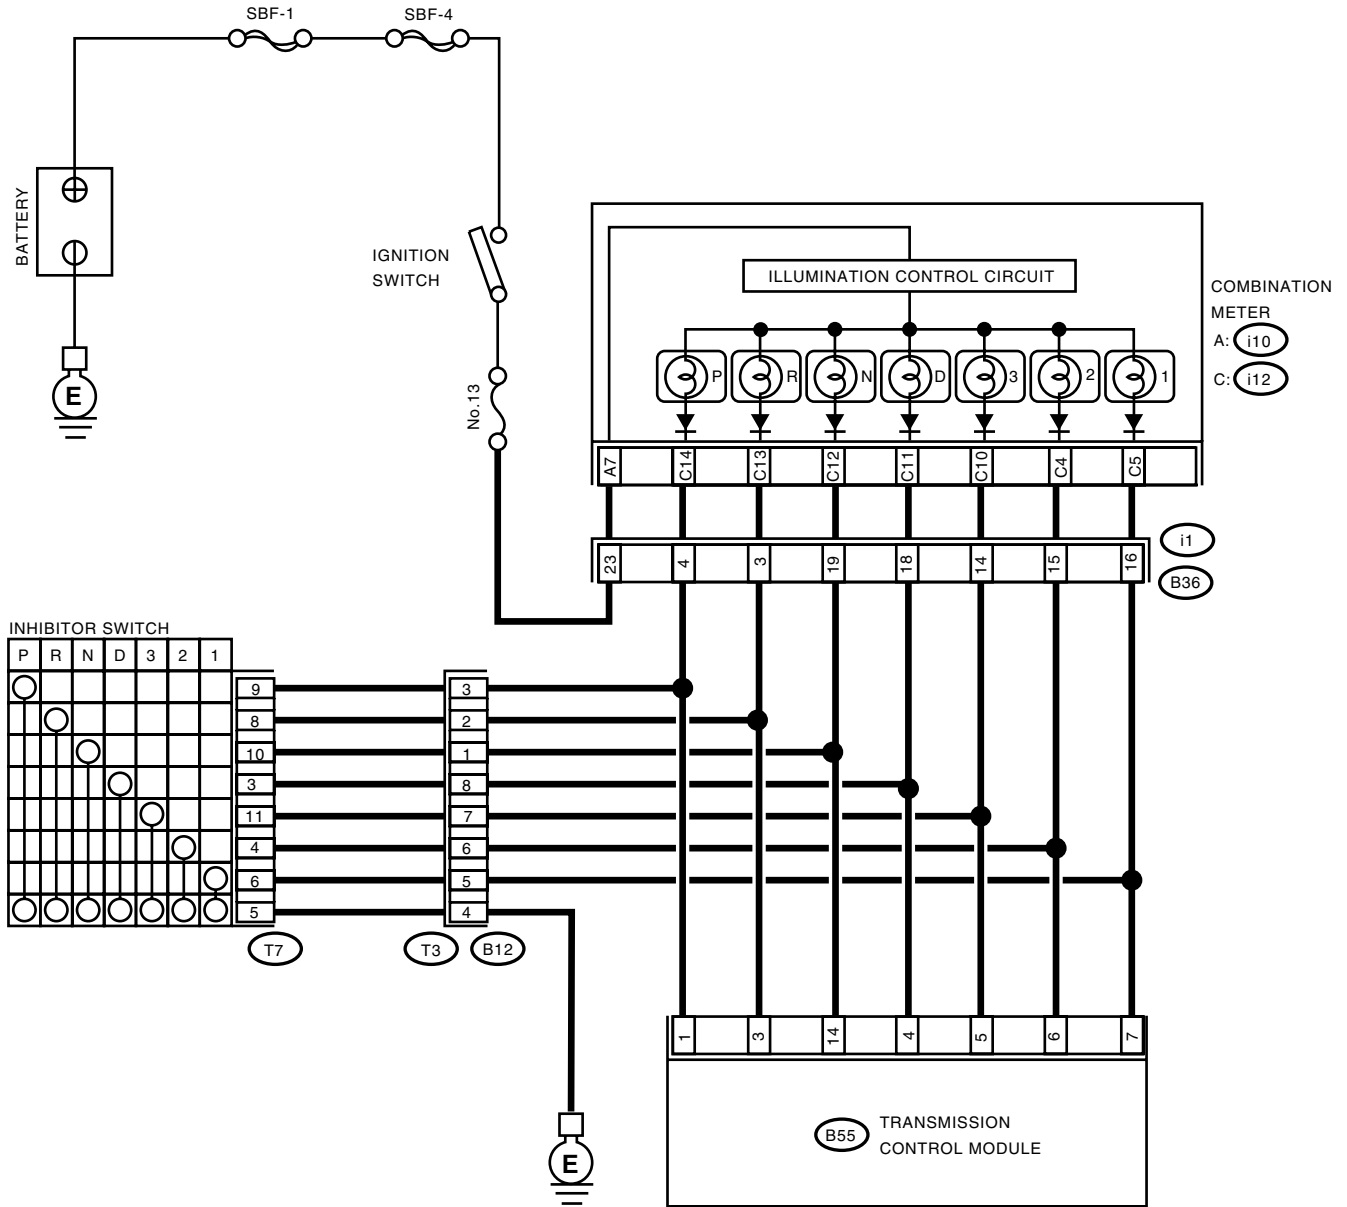 SBF-1
SBF-4
BATTERY
E
IGNITION
SWITCH
No.13
ILLUMINATION CONTROL CIRCUIT
COMBINATION
METER
A: i10
C: i12
P R N D 3 2 1
A7 C14 C13 C12 C11 C10 C4 C5
23 4 3 19 18 14 15 16
i1
B36
INHIBITOR SWITCH
P R N D 3 2 1
9 3
8 2
10 1
3 8
11 7
4 6
6 5
5 4
T7
T3
B12
E
1 3 14 4 5 6 7
B55
TRANSMISSION
CONTROL MODULE